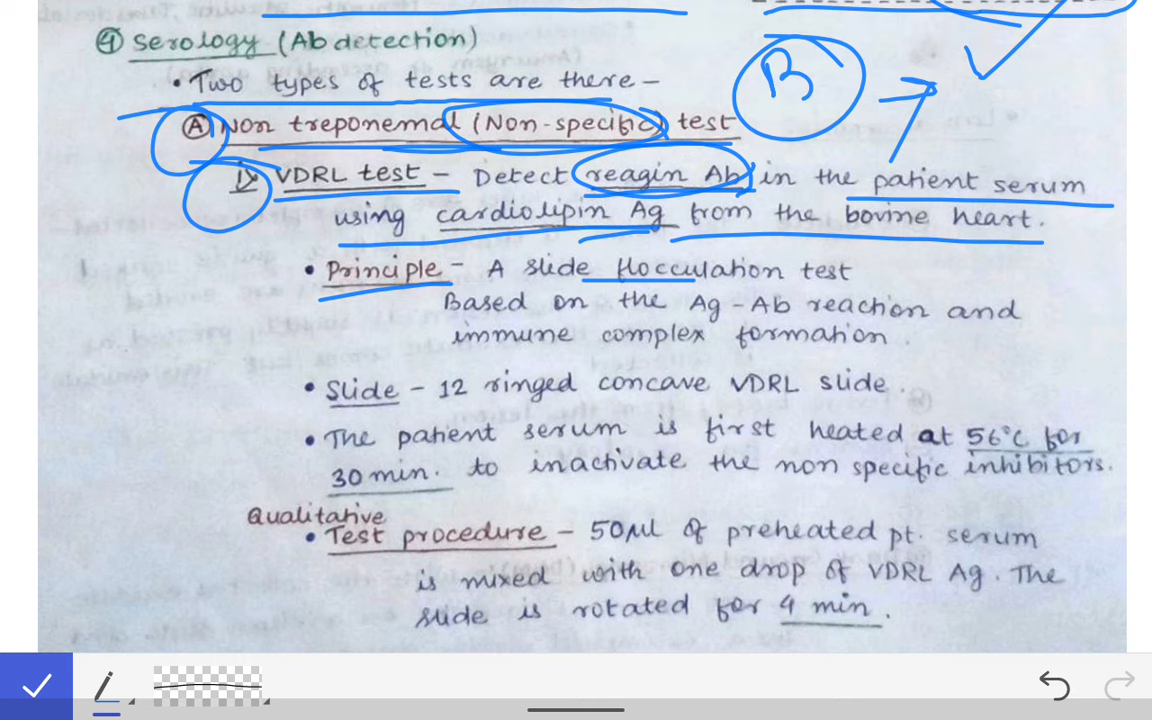 ④ Serology (Ab detection)
• Two types of tests are there –
Ⓐ Non treponemal (Non-specific) test
B
VDRL test – Detect reagin Ab in the patient serum
using cardiolipin Ag from the bovine heart.
• Principle – A slide flocculation test
Based on the Ag–Ab reaction and
immune complex formation.
• Slide – 12 ringed concave VDRL slide.
• The patient serum is first heated at 56°C for
30 min. to inactivate the non specific inhibitors.
Qualitative
• Test procedure – 50μl of preheated pt. serum
is mixed with one drop of VDRL Ag. The
slide is rotated for 4 min.